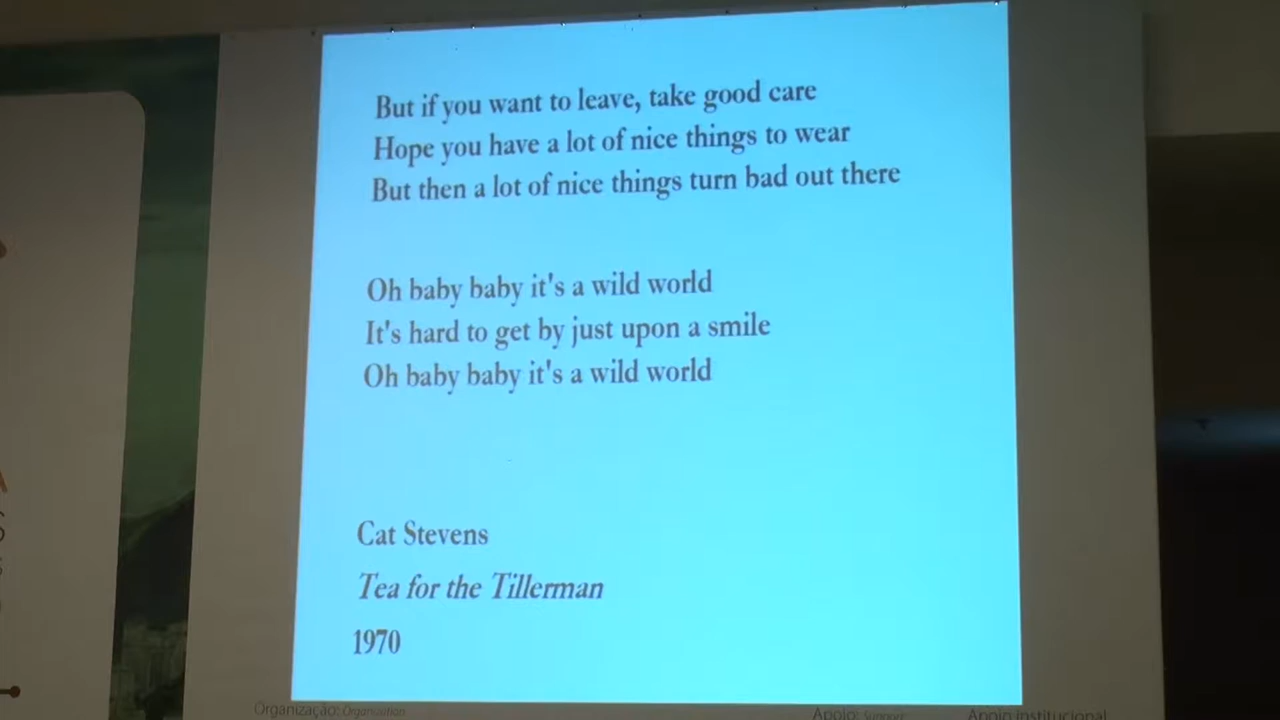 But if you want to leave, take good care
Hope you have a lot of nice things to wear
But then a lot of nice things turn bad out there
Oh baby baby it's a wild world
It's hard to get by just upon a smile
Oh baby baby it's a wild world
Cat Stevens
Tea for the Tillerman
1970
Organização: Organisation
Apoio: Support
Apoio Institucional